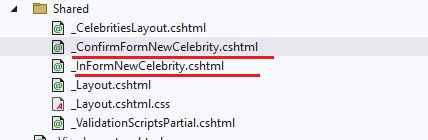 Shared
_CelebritiesLayout.cshtml
_ConfirmFormNewCelebrity.cshtml
_InFormNewCelebrity.cshtml
_Layout.cshtml
_Layout.cshtml.css
_ValidationScriptsPartial.cshtml